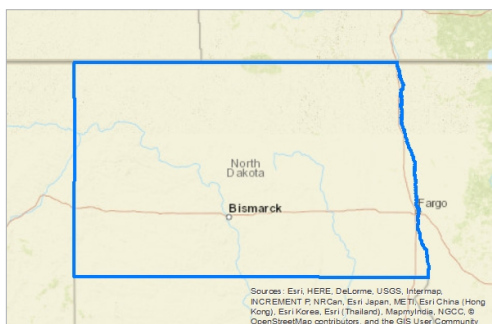 North
Dakota
Bismarck
Fargo
Sources: Esri, HERE, DeLorme, USGS, Intermap,
INCREMENT P, NRCan, Esri Japan, METI, Esri China (Hong
Kong), Esri Korea, Esri (Thailand), MapmyIndia, NGCC, ©
OpenStreetMap contributors, and the GIS User Community